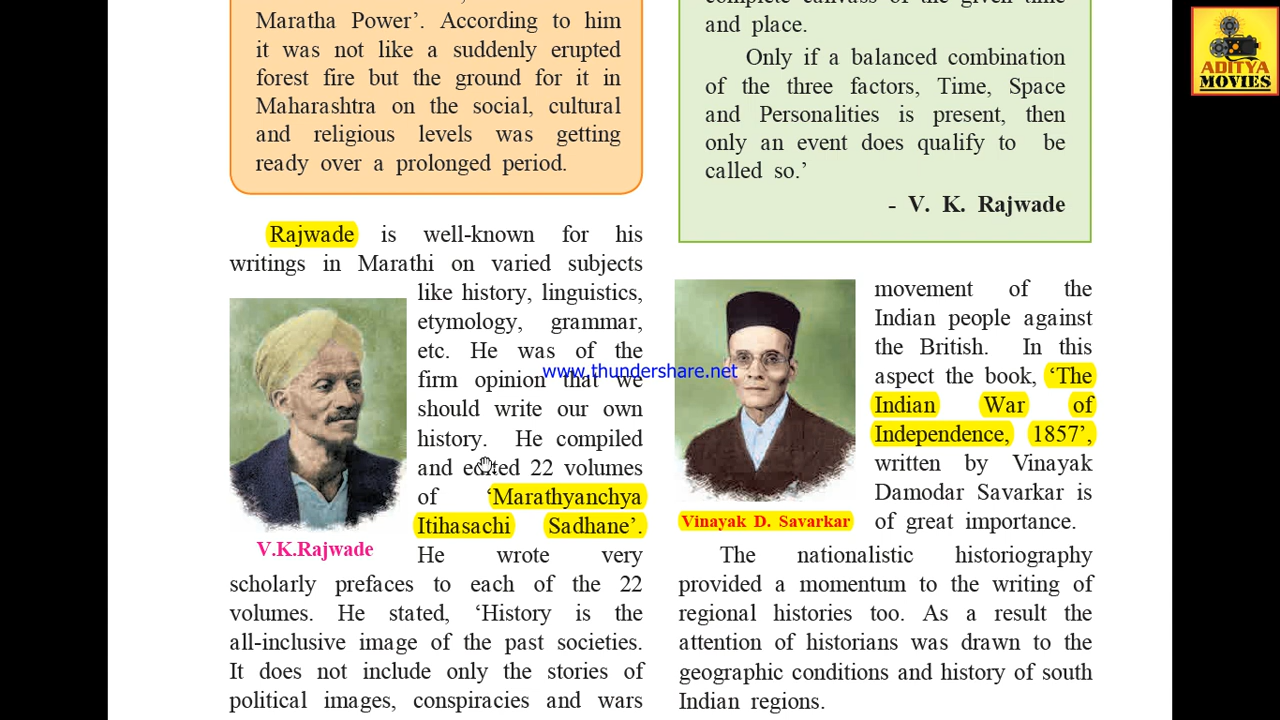 Maratha Power'. According to him
it was not like a suddenly erupted
forest fire but the ground for it in
Maharashtra on the social, cultural
and religious levels was getting
ready over a prolonged period.
Rajwade is well-known for his
writings in Marathi on varied subjects
like history, linguistics,
etymology, grammar,
etc. He was of the
firm opinion that we
should write our own
history. He compiled
and edited 22 volumes
of 'Marathyanchya
Itihasachi Sadhane'.
He wrote very
V.K.Rajwade
scholarly prefaces to each of the 22
volumes. He stated, 'History is the
all-inclusive image of the past societies.
It does not include only the stories of
political images, conspiracies and wars
complete canvass of the given time
and place.
Only if a balanced combination
of the three factors, Time, Space
and Personalities is present, then
only an event does qualify to be
called so.'
- V. K. Rajwade
movement of the
Indian people against
the British. In this
aspect the book, 'The
Indian War of
Independence, 1857',
written by Vinayak
Damodar Savarkar is
of great importance.
Vinayak D. Savarkar
The nationalistic historiography
provided a momentum to the writing of
regional histories too. As a result the
attention of historians was drawn to the
geographic conditions and history of south
Indian regions.
www.thundershare.net
ADITYA
MOVIES